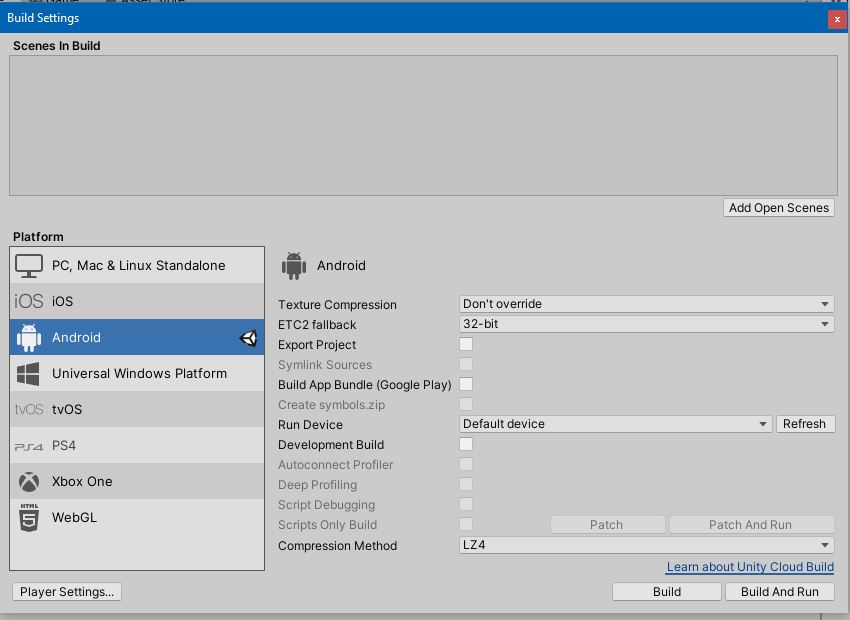 Build Settings
x
Scenes In Build
Add Open Scenes
Platform
PC, Mac & Linux Standalone
iOS iOS
Android
Universal Windows Platform
tvOS tvOS
PS4 PS4
Xbox One
HTML 5 WebGL
Android
Texture Compression Don't override
ETC2 fallback 32-bit
Export Project
Symlink Sources
Build App Bundle (Google Play)
Create symbols.zip
Run Device Default device Refresh
Development Build
Autoconnect Profiler
Deep Profiling
Script Debugging
Scripts Only Build Patch Patch And Run
Compression Method LZ4
Learn about Unity Cloud Build
Player Settings... Build Build And Run